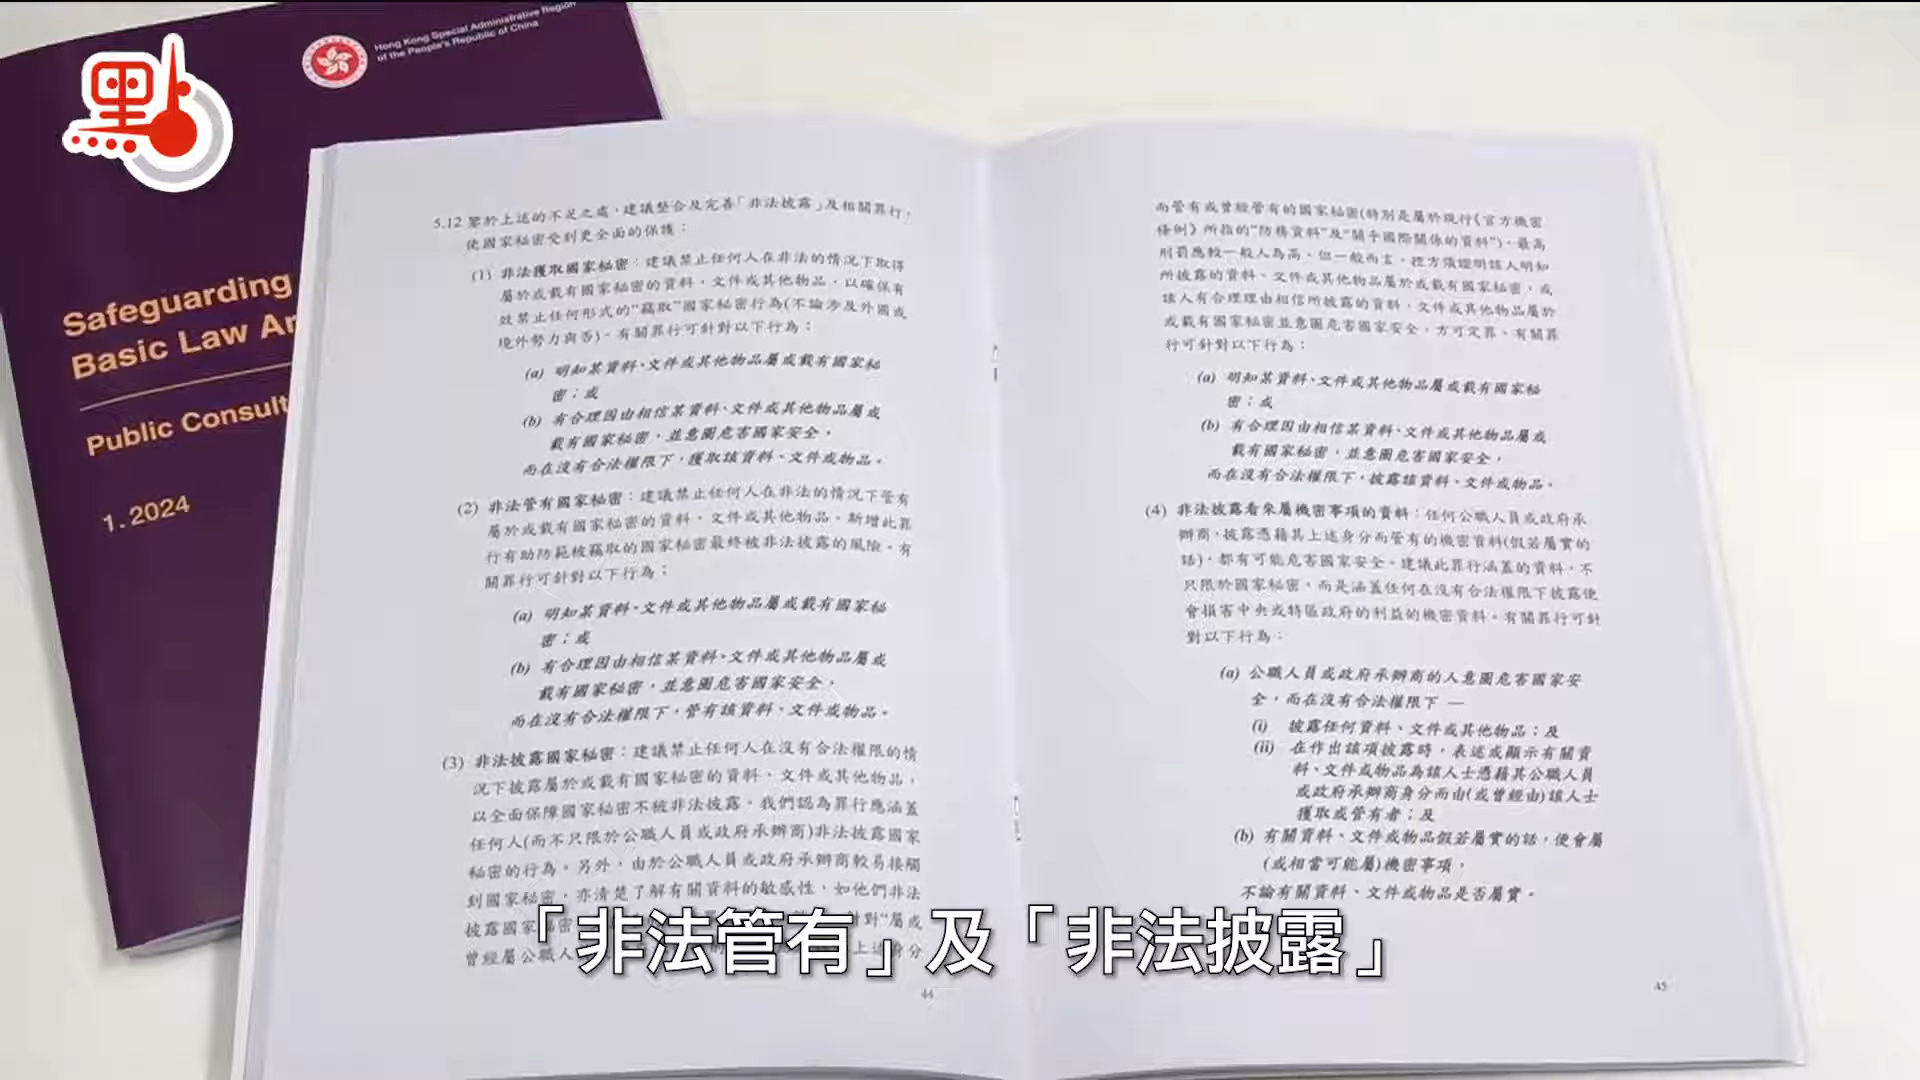 點
Hong Kong Special Administrative Region
of the People's Republic of China
Safeguarding
Basic Law Ar
Public Consult
1.2024
5.12 鑒於上述的不足之處，建議整合及完善「非法披露」及相關罪行，
使國家秘密受到更全面的保護：
(1) 非法獲取國家秘密：建議禁止任何人在非法的情況下取得
屬於或載有國家秘密的資料、文件或其他物品，以確保有
效禁止任何形式的“竊取”國家秘密行為(不論涉及外國或
境外勢力與否)。有關罪行可針對以下行為：
(a) 明知某資料、文件或其他物品屬或載有國家秘
密；或
(b) 有合理因由相信某資料、文件或其他物品屬或
載有國家秘密，並意圖危害國家安全，
而在沒有合法權限下，獲取該資料、文件或物品。
(2) 非法管有國家秘密：建議禁止任何人在非法的情況下管有
屬於或載有國家秘密的資料、文件或其他物品。新增此罪
行有助防範被竊取的國家秘密最終被非法披露的風險。有
關罪行可針對以下行為：
(a) 明知某資料、文件或其他物品屬或載有國家秘
密；或
(b) 有合理因由相信某資料、文件或其他物品屬或
載有國家秘密，並意圖危害國家安全，
而在沒有合法權限下，管有該資料、文件或物品。
(3) 非法披露國家秘密：建議禁止任何人在沒有合法權限的情
況下披露屬於或載有國家秘密的資料、文件或其他物品，
以全面保障國家秘密不被非法披露。我們認為罪行應涵蓋
任何人(而不只限於公職人員或政府承辦商)非法披露國家
秘密的行為。另外，由於公職人員或政府承辦商較易接觸
到國家秘密，亦清楚了解有關資料的敏感性，如他們非法
披露國家秘密 針對“屬或
曾經屬公職人 上述身分
44
而管有或曾經管有的國家秘密(特別是屬於現行《官方機密
條例》所指的“防務資料”及“關乎國際關係的資料”)，最高
刑罰應較一般人為高。但一般而言，控方須證明該人明知
所披露的資料、文件或其他物品屬於或載有國家秘密，或
該人有合理理由相信所披露的資料、文件或其他物品屬於
或載有國家秘密並意圖危害國家安全，方可定罪。有關罪
行可針對以下行為：
(a) 明知某資料、文件或其他物品屬或載有國家秘
密；或
(b) 有合理因由相信某資料、文件或其他物品屬或
載有國家秘密，並意圖危害國家安全，
而在沒有合法權限下，披露該資料、文件或物品。
(4) 非法披露看來屬機密事項的資料：任何公職人員或政府承
辦商，披露憑藉其上述身分而管有的機密資料(假若屬實的
話)，都有可能危害國家安全。建議此罪行涵蓋的資料，不
只限於國家秘密，而是涵蓋任何在沒有合法權限下披露便
會損害中央或特區政府的利益的機密資料。有關罪行可針
對以下行為：
(a) 公職人員或政府承辦商的人意圖危害國家安
全，而在沒有合法權限下 —
(i) 披露任何資料、文件或其他物品；及
(ii) 在作出該項披露時，表述或顯示有關資
料、文件或物品為該人士憑藉其公職人員
或政府承辦商身分而由(或曾經由)該人士
獲取或管有者；及
(b) 有關資料、文件或物品假若屬實的話，便會屬
(或相當可能屬)機密事項，
不論有關資料、文件或物品是否屬實。
45
「非法管有」及「非法披露」